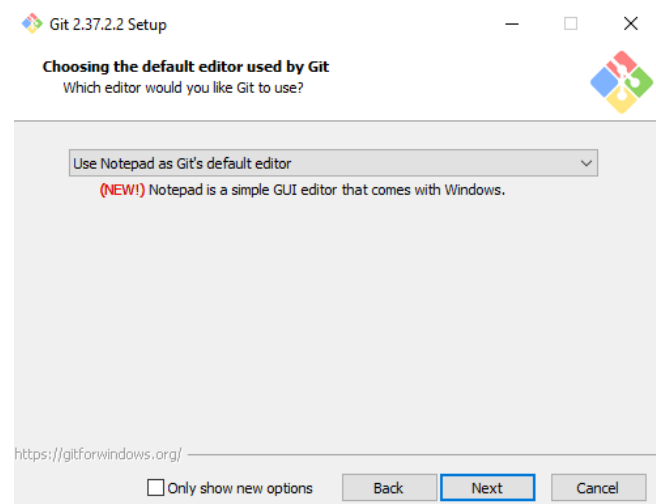 Git 2.37.2.2 Setup
Choosing the default editor used by Git
Which editor would you like Git to use?
Use Notepad as Git's default editor
(NEW!) Notepad is a simple GUI editor that comes with Windows.
https://gitforwindows.org/
Only show new options
Back
Next
Cancel